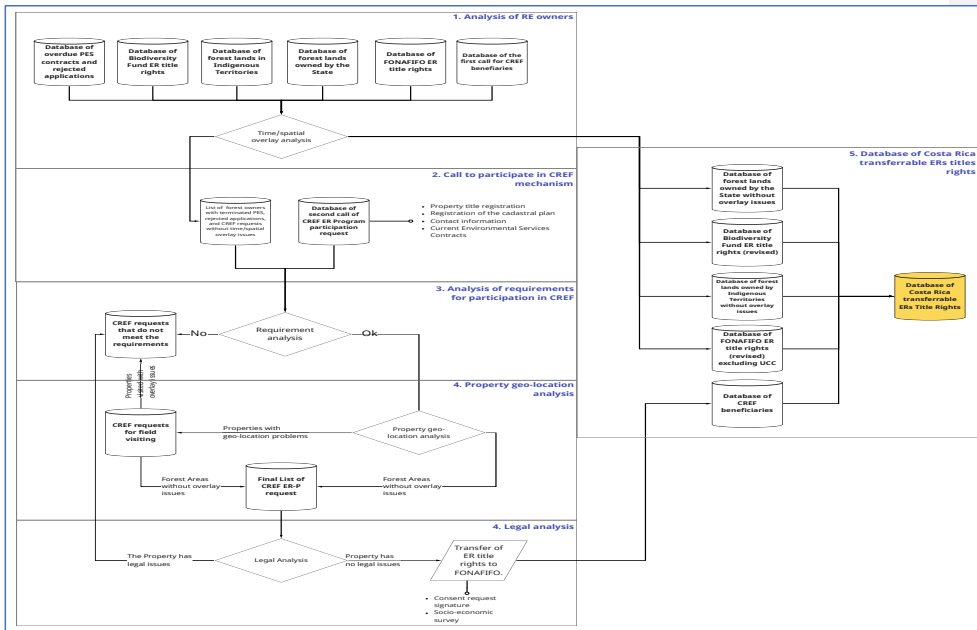 1. Analysis of RE owners
Database of
overdue PES
contracts and
rejected
applications
Database of
Biodiversity
Fund ER title
rights
Database of
forest lands in
Indigenous
Territories
Database of
forest lands
owned by the
State
Database of
FONAFIFO ER
title rights
Database of the
first call for CREF
benefiaries
Time/spatial
overlay analysis
2. Call to participate in CREF
mechanism
List of forest owners
with terminated PES,
rejected applications,
and CREF requests
without time/spatial
overlay issues
Database of
second call of
CREF ER Program
participation
request
• Property title registration
• Registration of the cadastral plan
• Contact information
• Current Environmental Services
Contracts
3. Analysis of requirements
for participation in CREF
CREF requests
that do not
meet the
requirements
No
Requirement
analysis
Ok
Properties
visited with
overlay issues
4. Property geo-location
analysis
CREF requests
for field
visiting
Properties with
geo-location problems
Property geo-
location analysis
Forest Areas
without overlay
issues
Final List of
CREF ER-P
request
Forest Areas
without overlay
issues
4. Legal analysis
The Property has
legal issues
Legal Analysis
Property has
no legal issues
Transfer of
ER title
rights to
FONAFIFO.
• Consent request
signature
• Socio-economic
survey
5. Database of Costa Rica
transferrable ERs titles
rights
Database of
forest lands
owned by the
State without
overlay issues
Database of
Biodiversity
Fund ER title
rights (revised)
Database of forest
lands owned by
Indigenous
Territories
without overlay
issues
Database of
FONAFIFO ER
title rights
(revised)
excluding UCC
Database of
CREF
beneficiaries
Database of
Costa Rica
transferrable
ERs Title Rights